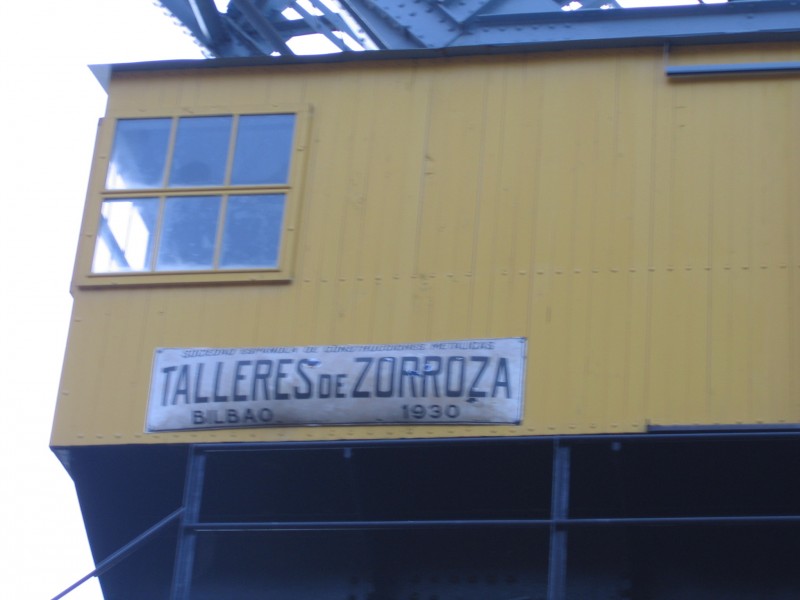 SOCIEDAD ESPAÑOLA DE CONSTRUCCIONES METALICAS
TALLERES DE ZORROZA
BILBAO 1930